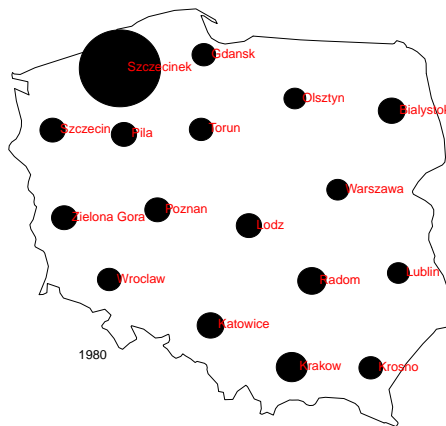 Gdansk
Szczecinek
Olsztyn
Bialystok
Szczecin
Pila
Torun
Warszawa
Zielona Gora
Poznan
Lodz
Wroclaw
Radom
Lublin
Katowice
1980
Krakow
Krosno